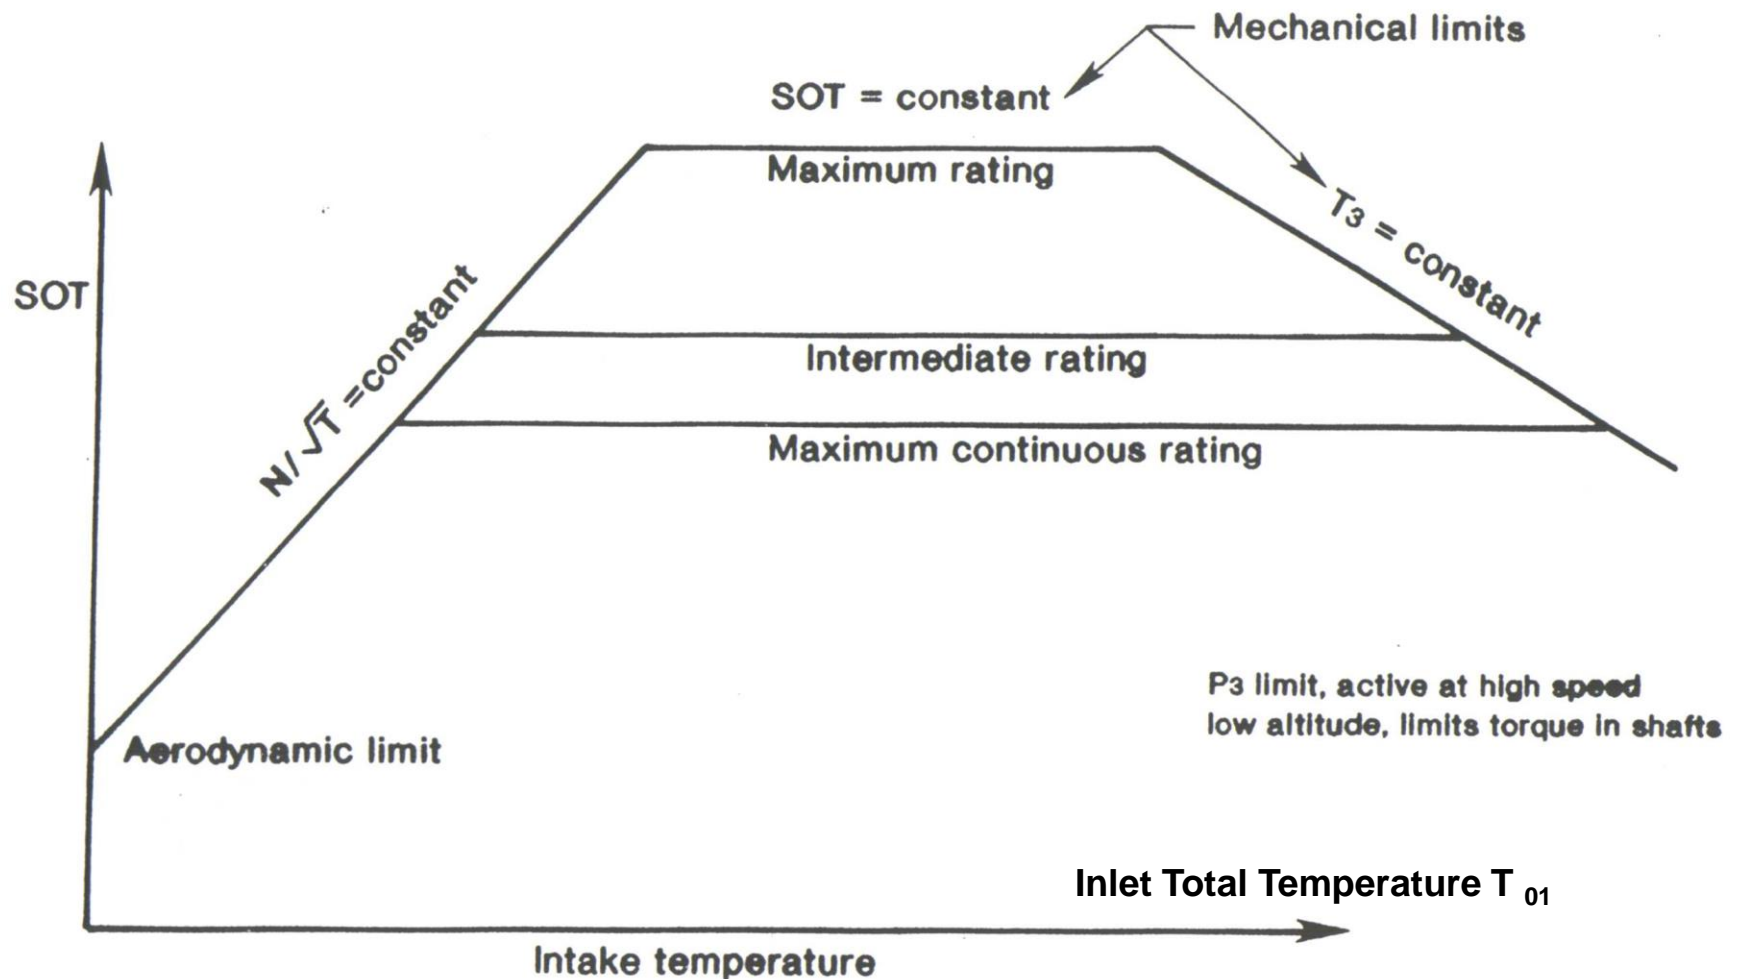 Mechanical limits
SOT = constant
Maximum rating
T3 = constant
SOT
N/√T = constant
Intermediate rating
Maximum continuous rating
P3 limit, active at high speed
low altitude, limits torque in shafts
Aerodynamic limit
Inlet Total Temperature T 01
Intake temperature